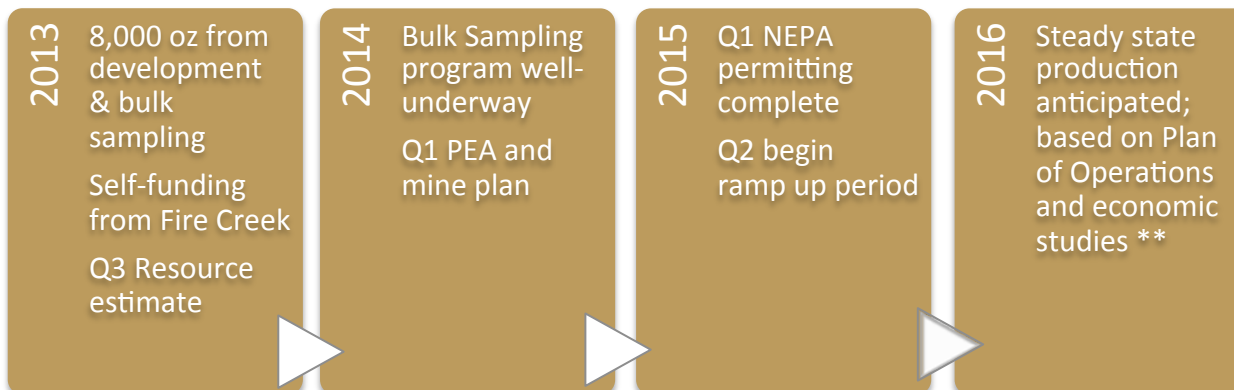 2013
8,000 oz from
development
& bulk
sampling
Self-funding
from Fire Creek
Q3 Resource
estimate
2014
Bulk Sampling
program well-
underway
Q1 PEA and
mine plan
2015
Q1 NEPA
permitting
complete
Q2 begin
ramp up period
2016
Steady state
production
anticipated;
based on Plan
of Operations
and economic
studies **